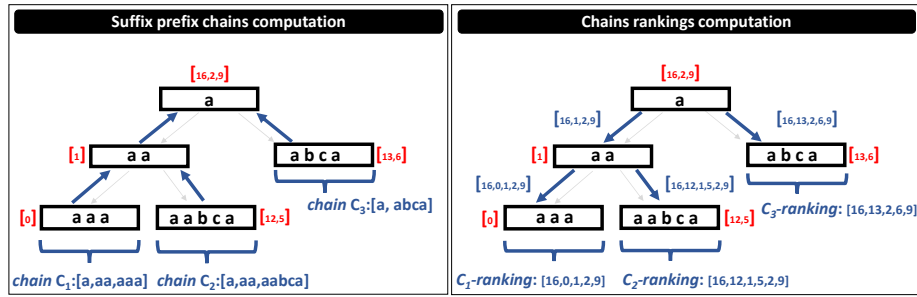 Suffix prefix chains computation
[16,2,9]
a
[1]
a a
a b c a
[13,6]
chain C3:[a, abca]
[0]
a a a
a a b c a
[12,5]
chain C1:[a,aa,aaa]
chain C2:[a,aa,aabca]
Chains rankings computation
[16,2,9]
a
[16,1,2,9]
[16,13,2,6,9]
[1]
a a
a b c a
[13,6]
[16,0,1,2,9]
[16,12,1,5,2,9]
C3-ranking: [16,13,2,6,9]
[0]
a a a
a a b c a
[12,5]
C1-ranking: [16,0,1,2,9]
C2-ranking: [16,12,1,5,2,9]